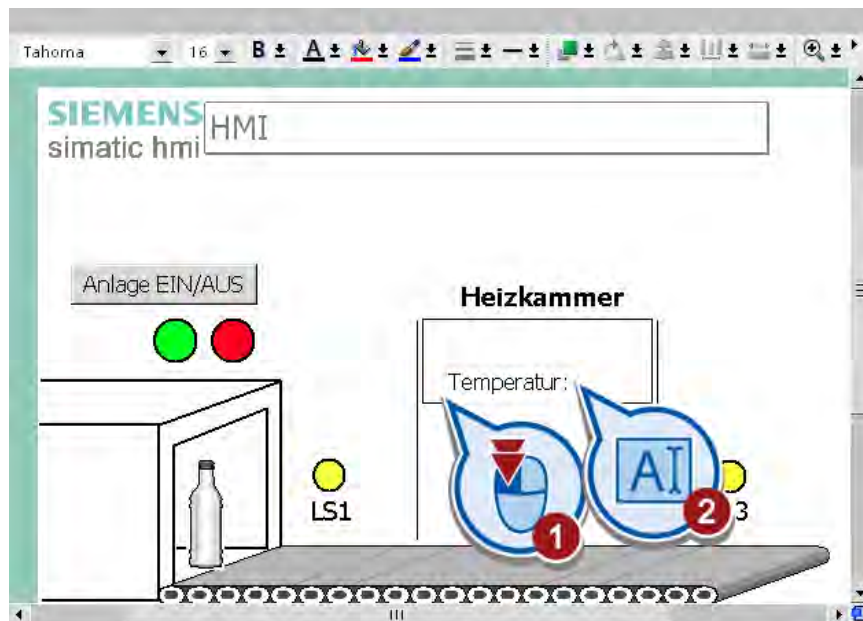 Tahoma 16 B A
SIEMENS
simatic hmi
HMI
Anlage EIN/AUS
Heizkammer
Temperatur:
AI
LS1
1
2
3